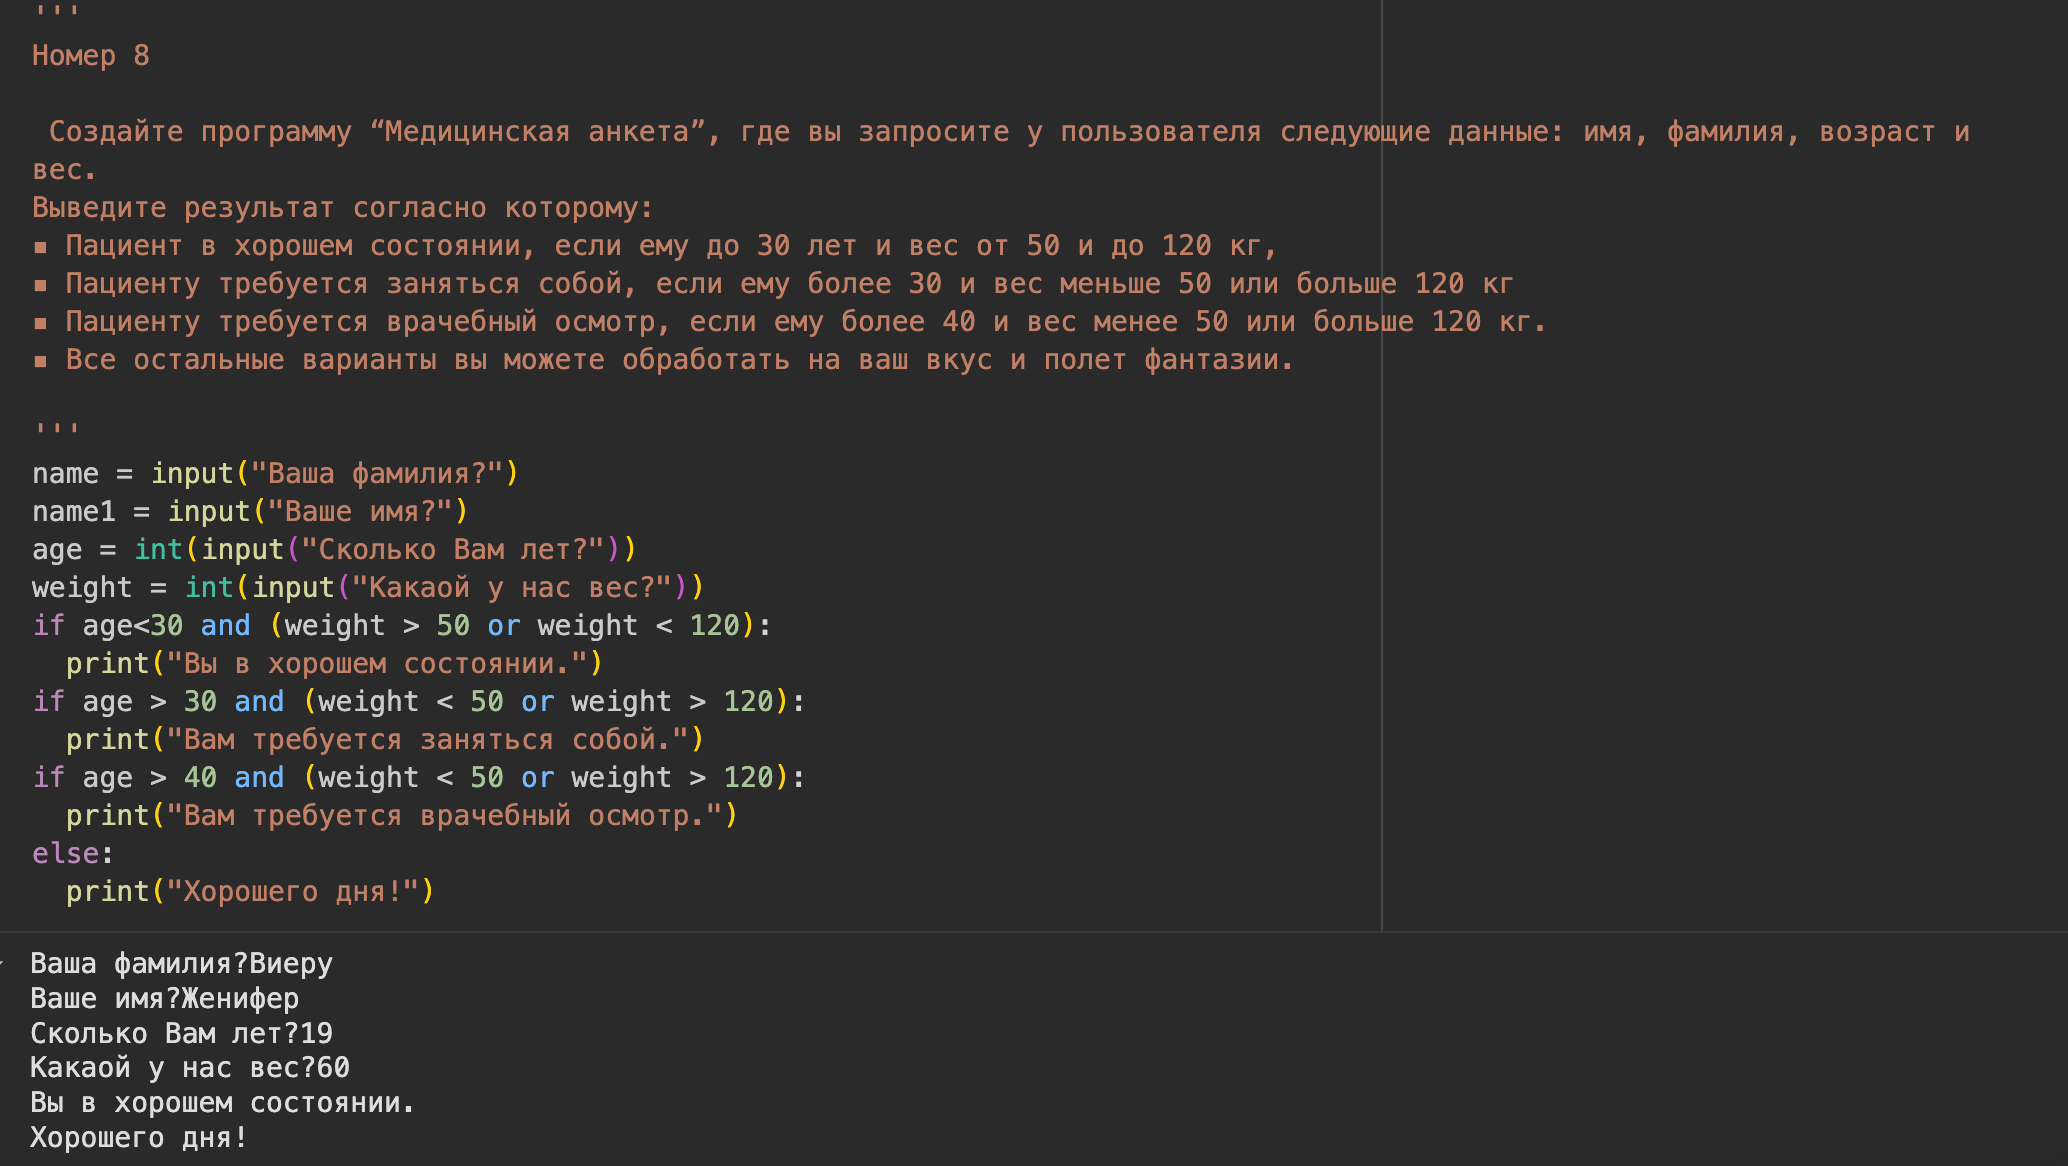 '''
Номер 8
Создайте программу “Медицинская анкета”, где вы запросите у пользователя следующие данные: имя, фамилия, возраст и
вес.
Выведите результат согласно которому:
▪ Пациент в хорошем состоянии, если ему до 30 лет и вес от 50 и до 120 кг,
▪ Пациенту требуется заняться собой, если ему более 30 и вес меньше 50 или больше 120 кг
▪ Пациенту требуется врачебный осмотр, если ему более 40 и вес менее 50 или больше 120 кг.
▪ Все остальные варианты вы можете обработать на ваш вкус и полет фантазии.
'''
name = input("Ваша фамилия?")
name1 = input("Ваше имя?")
age = int(input("Сколько Вам лет?"))
weight = int(input("Какаой у нас вес?"))
if age<30 and (weight > 50 or weight < 120):
  print("Вы в хорошем состоянии.")
if age > 30 and (weight < 50 or weight > 120):
  print("Вам требуется заняться собой.")
if age > 40 and (weight < 50 or weight > 120):
  print("Вам требуется врачебный осмотр.")
else:
  print("Хорошего дня!")
Ваша фамилия?Виеру
Ваше имя?Женифер
Сколько Вам лет?19
Какаой у нас вес?60
Вы в хорошем состоянии.
Хорошего дня!